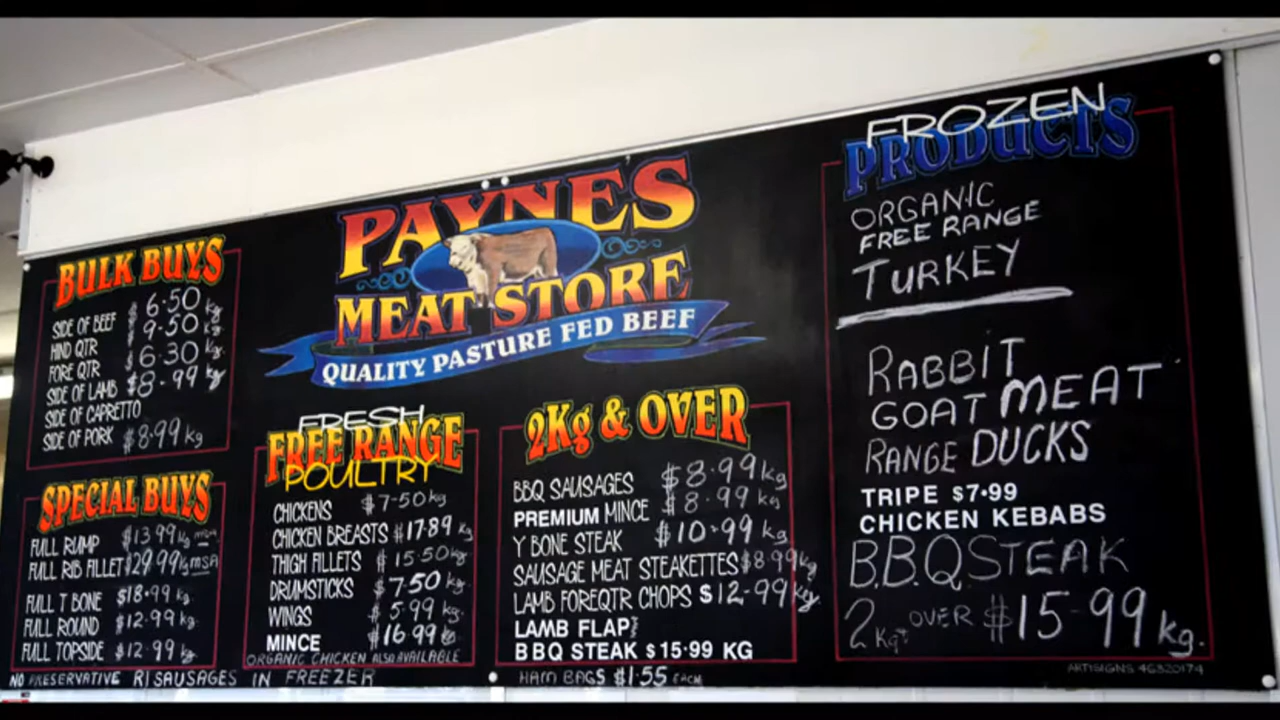 PAYNES
MEAT STORE
QUALITY PASTURE FED BEEF
BULK BUYS
SIDE OF BEEF $6.50 kg
HIND QTR $9.50 kg
FORE QTR $6.30 kg
SIDE OF LAMB $8.99 kg
SIDE OF CAPRETTO
SIDE OF PORK $8.99 kg
SPECIAL BUYS
FULL RUMP $13.99 kg MSA
FULL RIB FILLET $29.99 kg MSA
FULL T BONE $18.99 kg
FULL ROUND $12.99 kg
FULL TOPSIDE $12.99 kg
NO PRESERVATIVE SAUSAGES IN FREEZER
FRESH
FREE RANGE
POULTRY
CHICKENS $7.50 kg
CHICKEN BREASTS $17.89 kg
THIGH FILLETS $15.50 kg
DRUMSTICKS $7.50 kg
WINGS $5.99 kg
MINCE $16.99 kg
ORGANIC CHICKEN ALSO AVAILABLE
2Kg & OVER
BBQ SAUSAGES $8.99 kg
PREMIUM MINCE $8.99 kg
Y BONE STEAK $10.99 kg
SAUSAGE MEAT STEAKETTES $8.99 kg
LAMB FOREQTR CHOPS $12.99 kg
LAMB FLAP
BBQ STEAK $15.99 KG
HAM BAGS $1.55 EACH
FROZEN
PRODUCTS
ORGANIC
FREE RANGE
TURKEY
RABBIT
GOAT MEAT
RANGE DUCKS
TRIPE $7.99
CHICKEN KEBABS
B.B.Q STEAK
2 Kg OVER $15.99 kg.
ARTYSIGNS 46320174